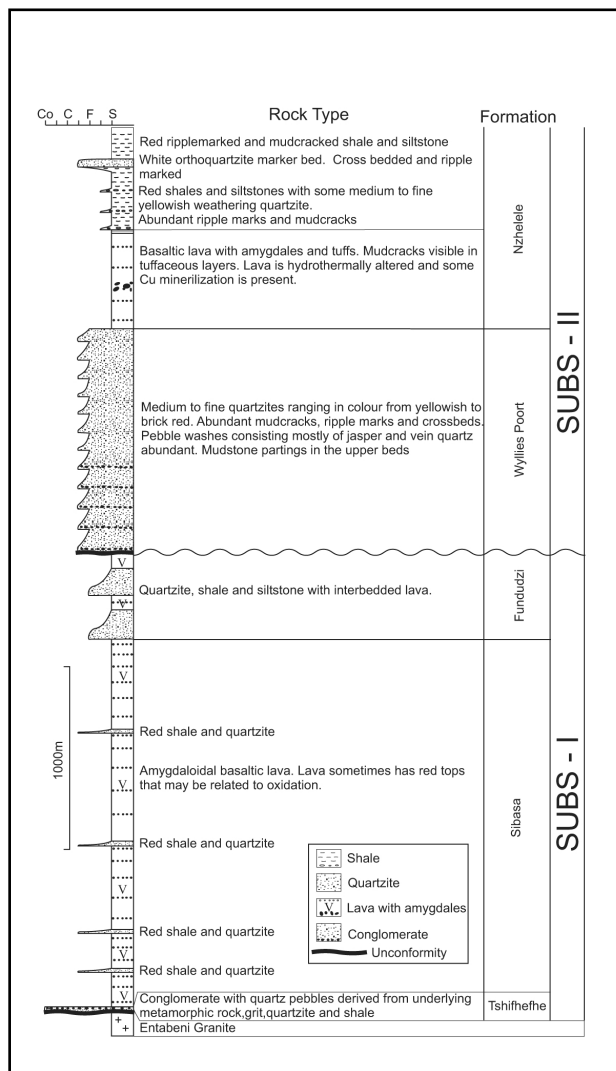 Rock Type
Formation
Co C F S
Red ripplemarked and mudcracked shale and siltstone
White orthoquartzite marker bed. Cross bedded and ripple
marked
Red shales and siltstones with some medium to fine
yellowish weathering quartzite.
Abundant ripple marks and mudcracks
Basaltic lava with amygdales and tuffs. Mudcracks visible in
tuffaceous layers. Lava is hydrothermally altered and some
Cu minerilization is present.
Nzhelele
Medium to fine quartzites ranging in colour from yellowish to
brick red. Abundant mudcracks, ripple marks and crossbeds.
Pebble washes consisting mostly of jasper and vein quartz
abundant. Mudstone partings in the upper beds
Wyllies Poort
SUBS - II
V
Quartzite, shale and siltstone with interbedded lava.
V
Fundudzi
V
Red shale and quartzite
1000m
Amygdaloidal basaltic lava. Lava sometimes has red tops
that may be related to oxidation.
V
Sibasa
SUBS - I
Red shale and quartzite
V
Red shale and quartzite
V
Red shale and quartzite
Shale
Quartzite
V
Lava with amygdales
Conglomerate
Unconformity
V
Conglomerate with quartz pebbles derived from underlying
metamorphic rock,grit,quartzite and shale
Tshifhefhe
+
+
Entabeni Granite